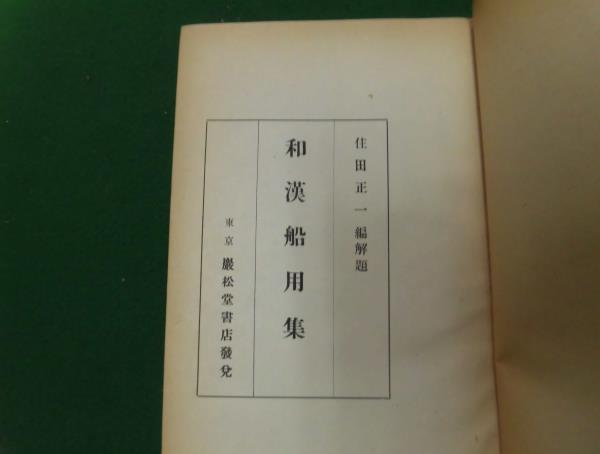 住田正一編解題
和漢船用集
東京 巖松堂書店發兌